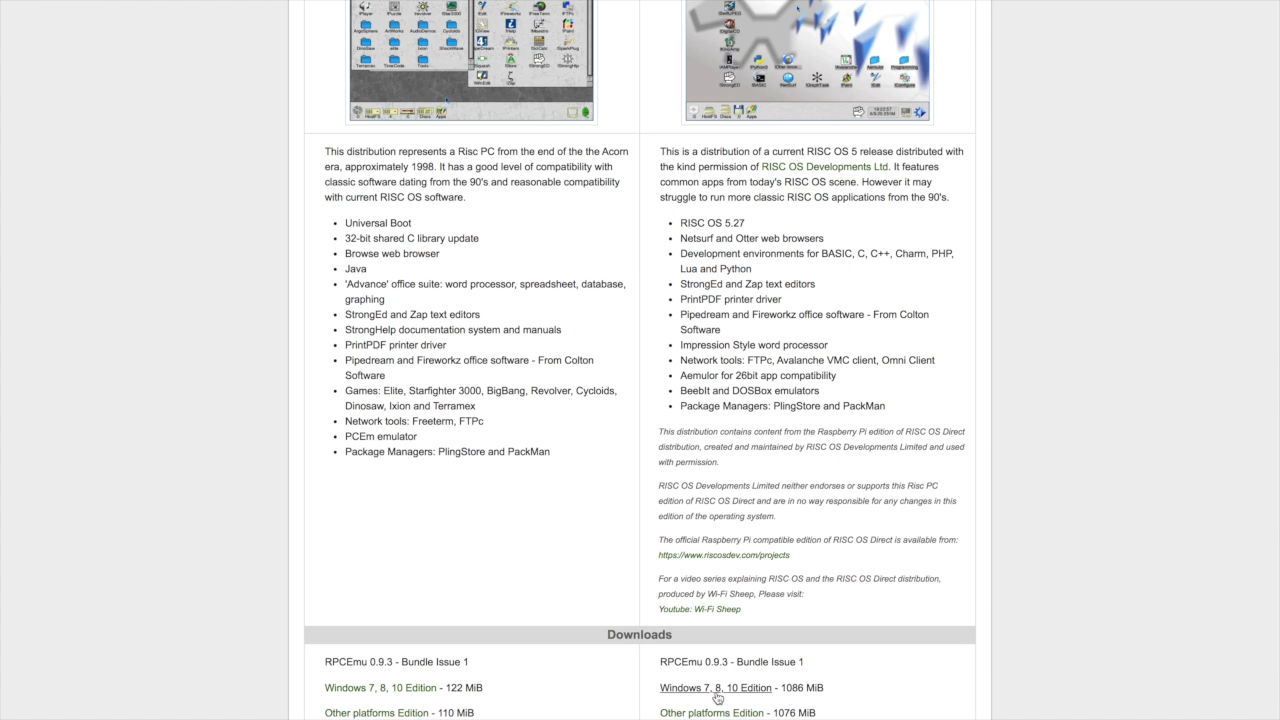 This distribution represents a Risc PC from the end of the the Acorn
era, approximately 1998. It has a good level of compatibility with
classic software dating from the 90's and reasonable compatibility
with current RISC OS software.
Universal Boot
32-bit shared C library update
Browse web browser
Java
'Advance' office suite: word processor, spreadsheet, database,
graphing
StrongEd and Zap text editors
StrongHelp documentation system and manuals
PrintPDF printer driver
Pipedream and Fireworkz office software - From Colton
Software
Games: Elite, Starfighter 3000, BigBang, Revolver, Cycloids,
Dinosaw, Ixion and Terramex
Network tools: Freeterm, FTPc
PCEm emulator
Package Managers: PlingStore and PackMan
This is a distribution of a current RISC OS 5 release distributed with
the kind permission of RISC OS Developments Ltd. It features
common apps from today's RISC OS scene. However it may
struggle to run more classic RISC OS applications from the 90's.
RISC OS 5.27
Netsurf and Otter web browsers
Development environments for BASIC, C, C++, Charm, PHP,
Lua and Python
StrongEd and Zap text editors
PrintPDF printer driver
Pipedream and Fireworkz office software - From Colton
Software
Impression Style word processor
Network tools: FTPc, Avalanche VMC client, Omni Client
Aemulor for 26bit app compatibility
BeebIt and DOSBox emulators
Package Managers: PlingStore and PackMan
This distribution contains content from the Raspberry Pi edition of RISC OS Direct
distribution, created and maintained by RISC OS Developments Limited and used
with permission.
RISC OS Developments Limited neither endorses or supports this Risc PC
edition of RISC OS Direct and are in no way responsible for any changes in this
edition of the operating system.
The official Raspberry Pi compatible edition of RISC OS Direct is available from:
https://www.riscosdev.com/projects
For a video series explaining RISC OS and the RISC OS Direct distribution,
produced by Wi-Fi Sheep, Please visit:
Youtube: Wi-Fi Sheep
Downloads
RPCEmu 0.9.3 - Bundle Issue 1
Windows 7, 8, 10 Edition - 122 MiB
Other platforms Edition - 110 MiB
RPCEmu 0.9.3 - Bundle Issue 1
Windows 7, 8, 10 Edition - 1086 MiB
Other platforms Edition - 1076 MiB